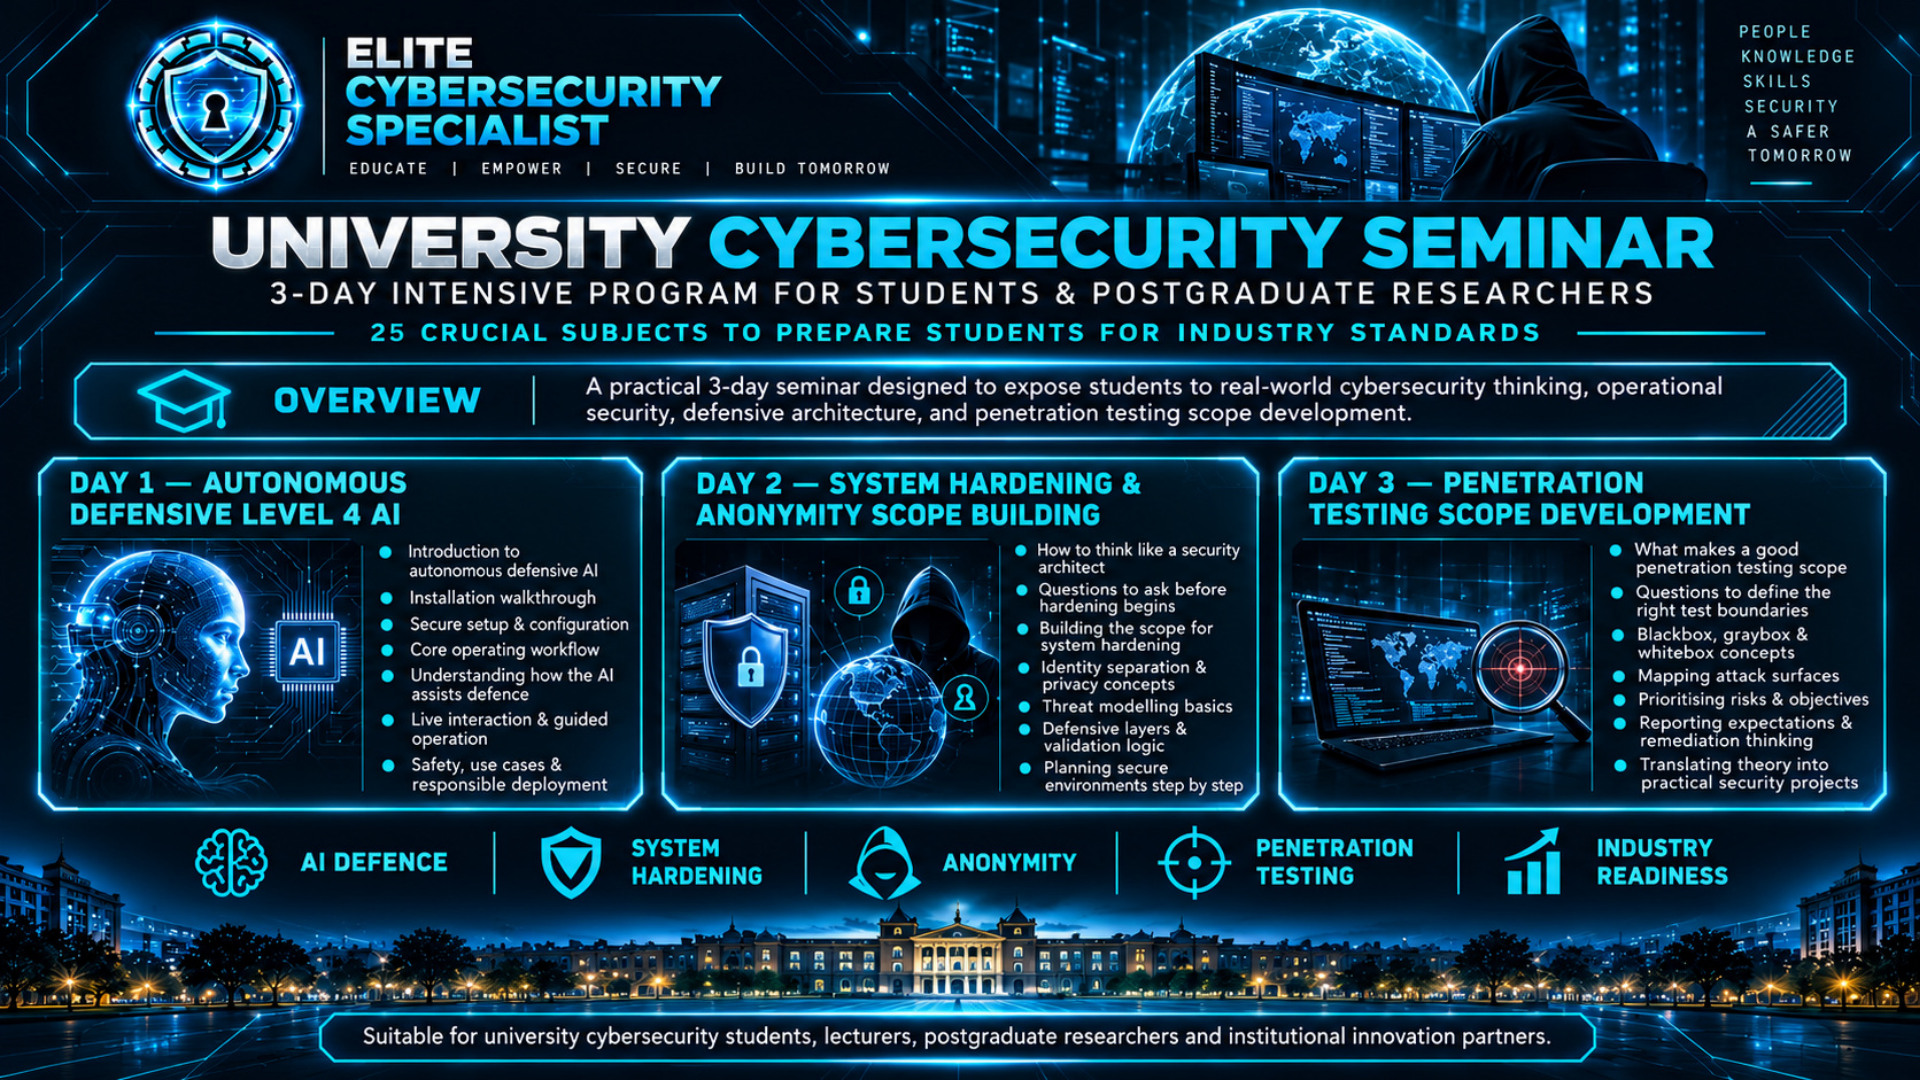 ELITE
CYBERSECURITY
SPECIALIST
EDUCATE | EMPOWER | SECURE | BUILD TOMORROW
PEOPLE
KNOWLEDGE
SKILLS
SECURITY
A SAFER
TOMORROW
UNIVERSITY CYBERSECURITY SEMINAR
3-DAY INTENSIVE PROGRAM FOR STUDENTS & POSTGRADUATE RESEARCHERS
25 CRUCIAL SUBJECTS TO PREPARE STUDENTS FOR INDUSTRY STANDARDS
OVERVIEW
A practical 3-day seminar designed to expose students to real-world cybersecurity thinking, operational
security, defensive architecture, and penetration testing scope development.
DAY 1 — AUTONOMOUS
DEFENSIVE LEVEL 4 AI
AI
Introduction to
autonomous defensive AI
Installation walkthrough
Secure setup & configuration
Core operating workflow
Understanding how the AI
assists defence
Live interaction & guided
operation
Safety, use cases &
responsible deployment
DAY 2 — SYSTEM HARDENING &
ANONYMITY SCOPE BUILDING
How to think like a security
architect
Questions to ask before
hardening begins
Building the scope for
system hardening
Identity separation &
privacy concepts
Threat modelling basics
Defensive layers &
validation logic
Planning secure
environments step by step
DAY 3 — PENETRATION
TESTING SCOPE DEVELOPMENT
What makes a good
penetration testing scope
Questions to define the
right test boundaries
Blackbox, graybox &
whitebox concepts
Mapping attack surfaces
Prioritising risks & objectives
Reporting expectations &
remediation thinking
Translating theory into
practical security projects
AI DEFENCE
SYSTEM
HARDENING
ANONYMITY
PENETRATION
TESTING
INDUSTRY
READINESS
Suitable for university cybersecurity students, lecturers, postgraduate researchers and institutional innovation partners.